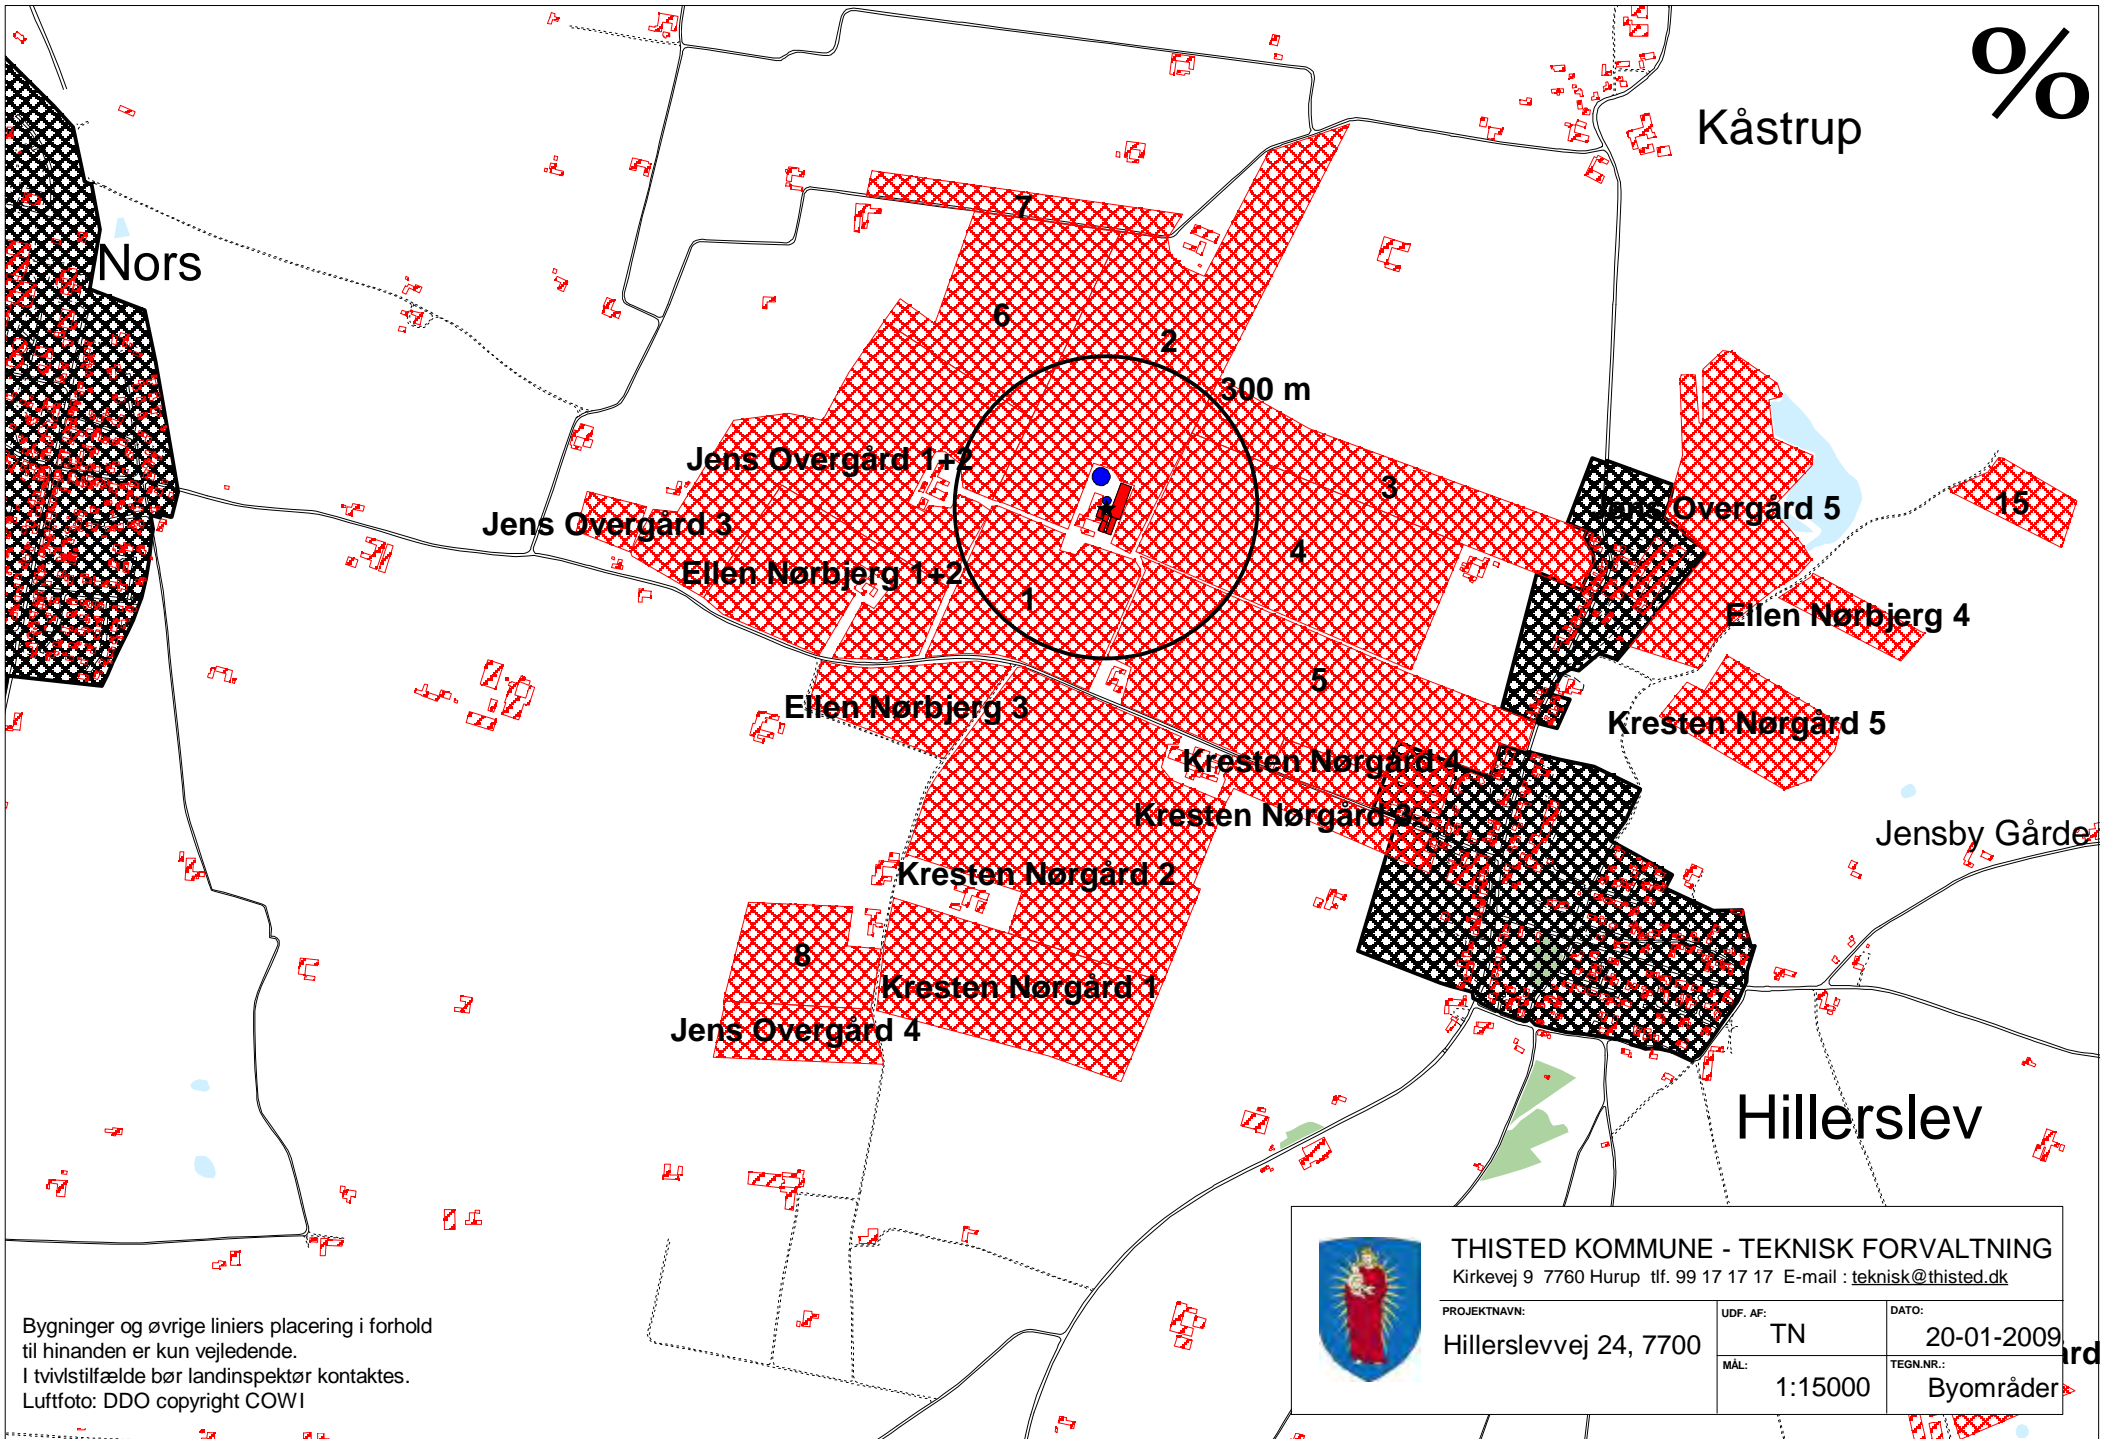 %
Kåstrup
Nors
7
6
2
300 m
Jens Overgård 1+2
3
Jens Overgård 5
15
Jens Overgård 3
4
Ellen Nørbjerg 1+2
1
Ellen Nørbjerg 4
5
Ellen Nørbjerg 3
Kresten Nørgård 5
Kresten Nørgård 4
Kresten Nørgård 3
Jensby Gårde
Kresten Nørgård 2
8
Kresten Nørgård 1
Jens Overgård 4
Hillerslev
THISTED KOMMUNE - TEKNISK FORVALTNING
Kirkevej 9 7760 Hurup tlf. 99 17 17 17 E-mail : teknisk@thisted.dk
PROJEKTNAVN:
Hillerslevvej 24, 7700
UDF. AF:
TN
DATO:
20-01-2009
MÅL:
1:15000
TEGN.NR.:
Byområder
Bygninger og øvrige liniers placering i forhold
til hinanden er kun vejledende.
I tvivlstilfælde bør landinspektør kontaktes.
Luftfoto: DDO copyright COWI